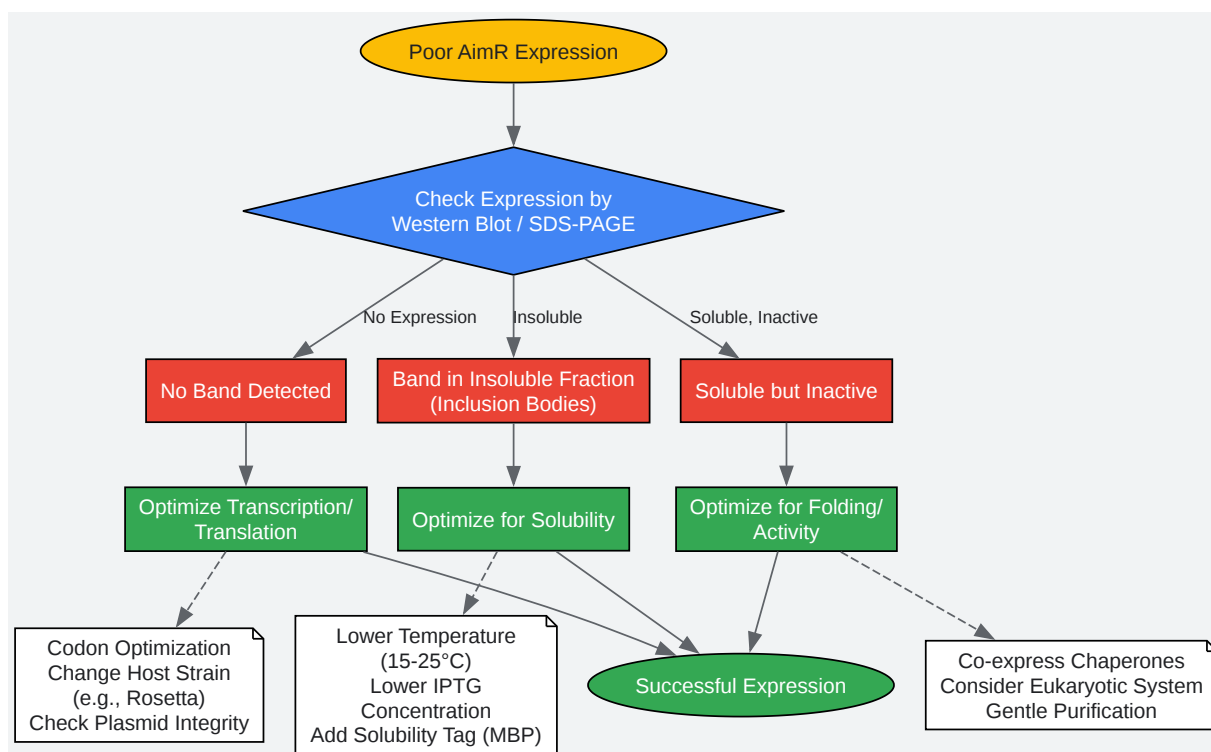 Poor AimR Expression
Check Expression by
Western Blot / SDS-PAGE
No Expression
Insoluble
Soluble, Inactive
No Band Detected
Band in Insoluble Fraction
(Inclusion Bodies)
Soluble but Inactive
Optimize Transcription/
Translation
Optimize for Solubility
Optimize for Folding/
Activity
Codon Optimization
Change Host Strain
(e.g., Rosetta)
Check Plasmid Integrity
Lower Temperature
(15-25°C)
Lower IPTG
Concentration
Add Solubility Tag (MBP)
Successful Expression
Co-express Chaperones
Consider Eukaryotic System
Gentle Purification